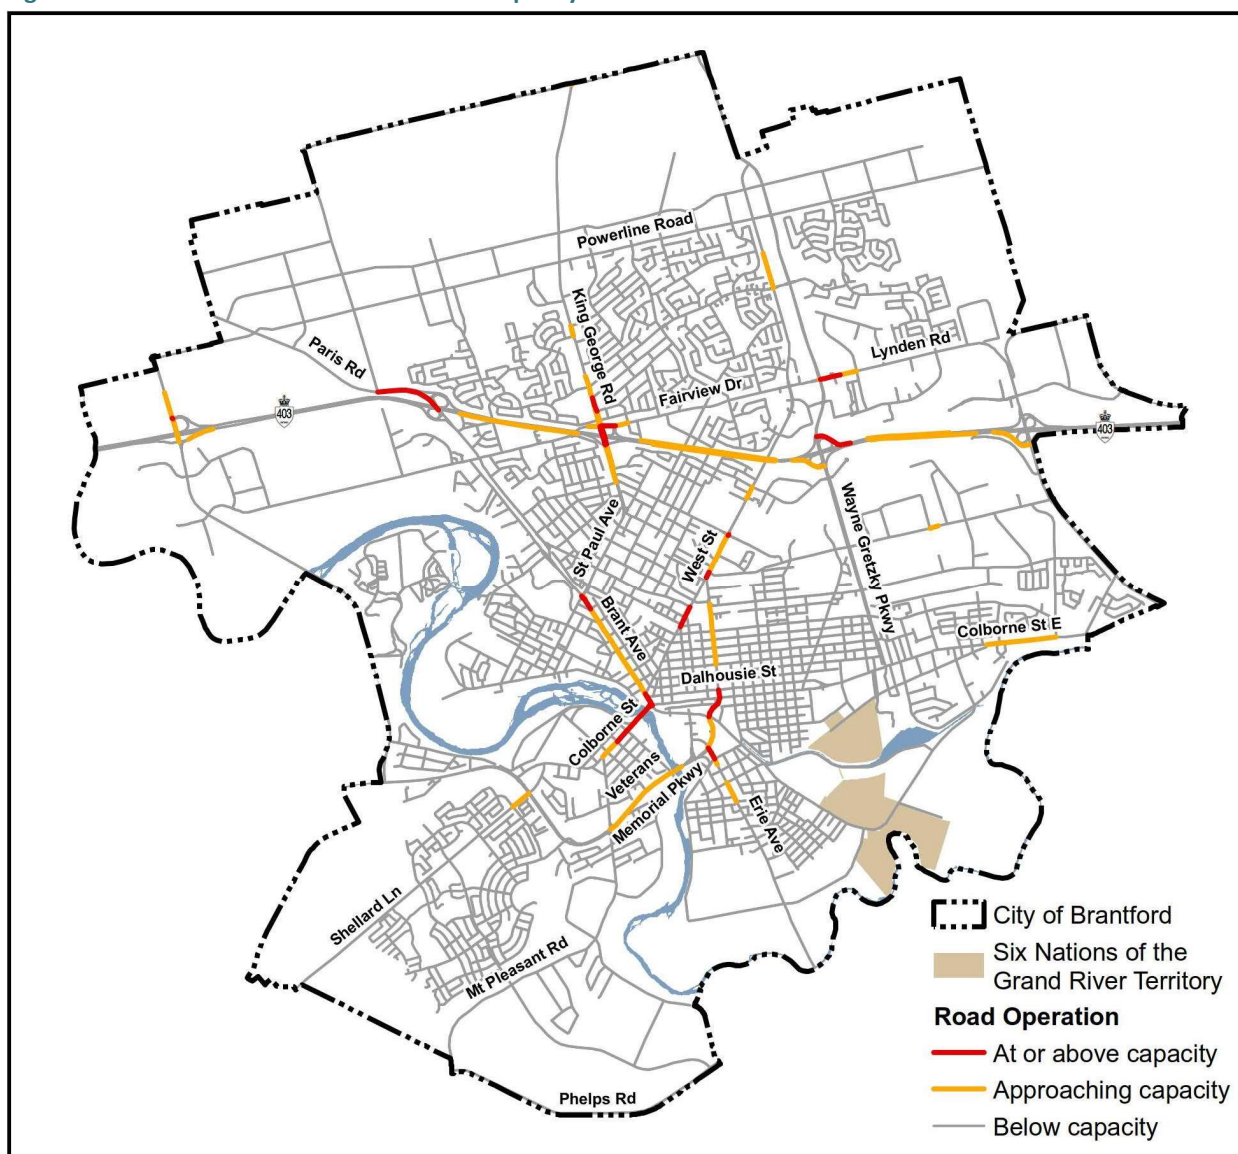 Powerline Road
King George Rd
Paris Rd
Lynden Rd
Fairview Dr
403
403
St Paul Ave
West St
Wayne Gretzky Pkwy
Brant Ave
Colborne St E
Dalhousie St
Colborne St
Veterans
Memorial Pkwy
Erie Ave
Shellard Ln
Mt Pleasant Rd
Phelps Rd
City of Brantford
Six Nations of the
Grand River Territory
Road Operation
At or above capacity
Approaching capacity
Below capacity